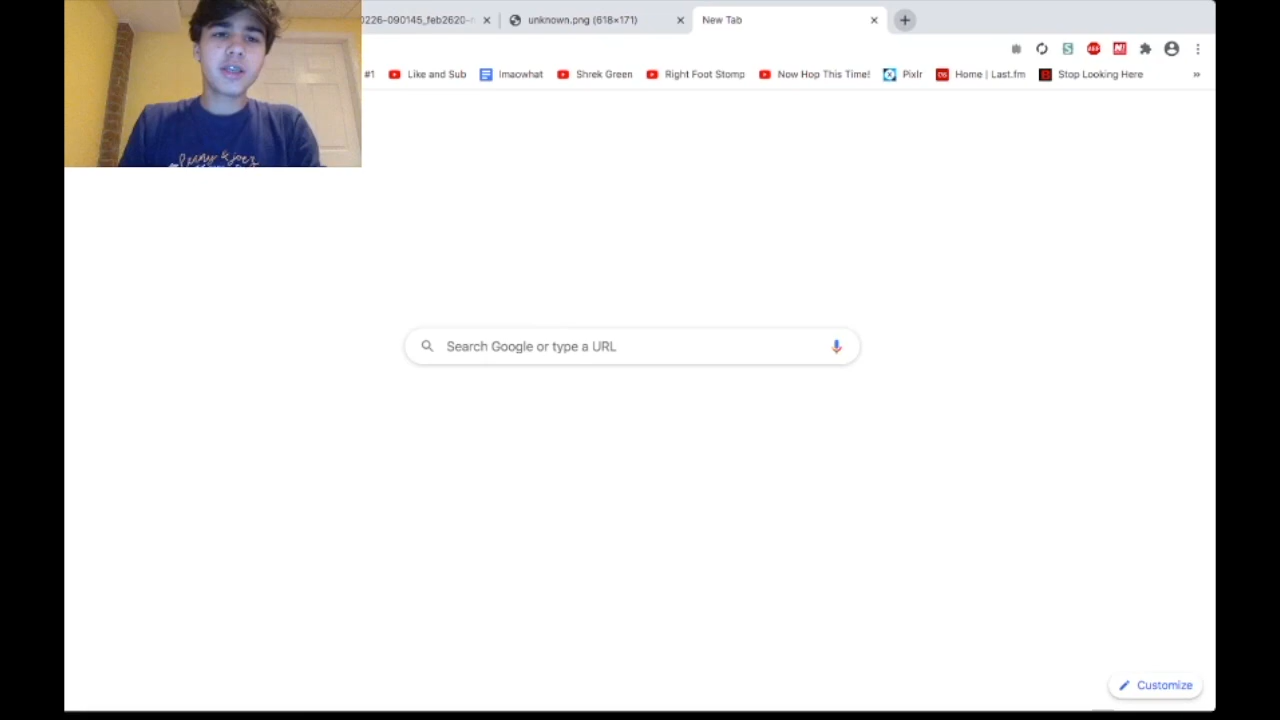 0226-090145_feb2620-
unknown.png (618×171)
New Tab
#1 Like and Sub lmaowhat Shrek Green Right Foot Stomp Now Hop This Time! Pixlr Home | Last.fm Stop Looking Here »
Search Google or type a URL
Customize